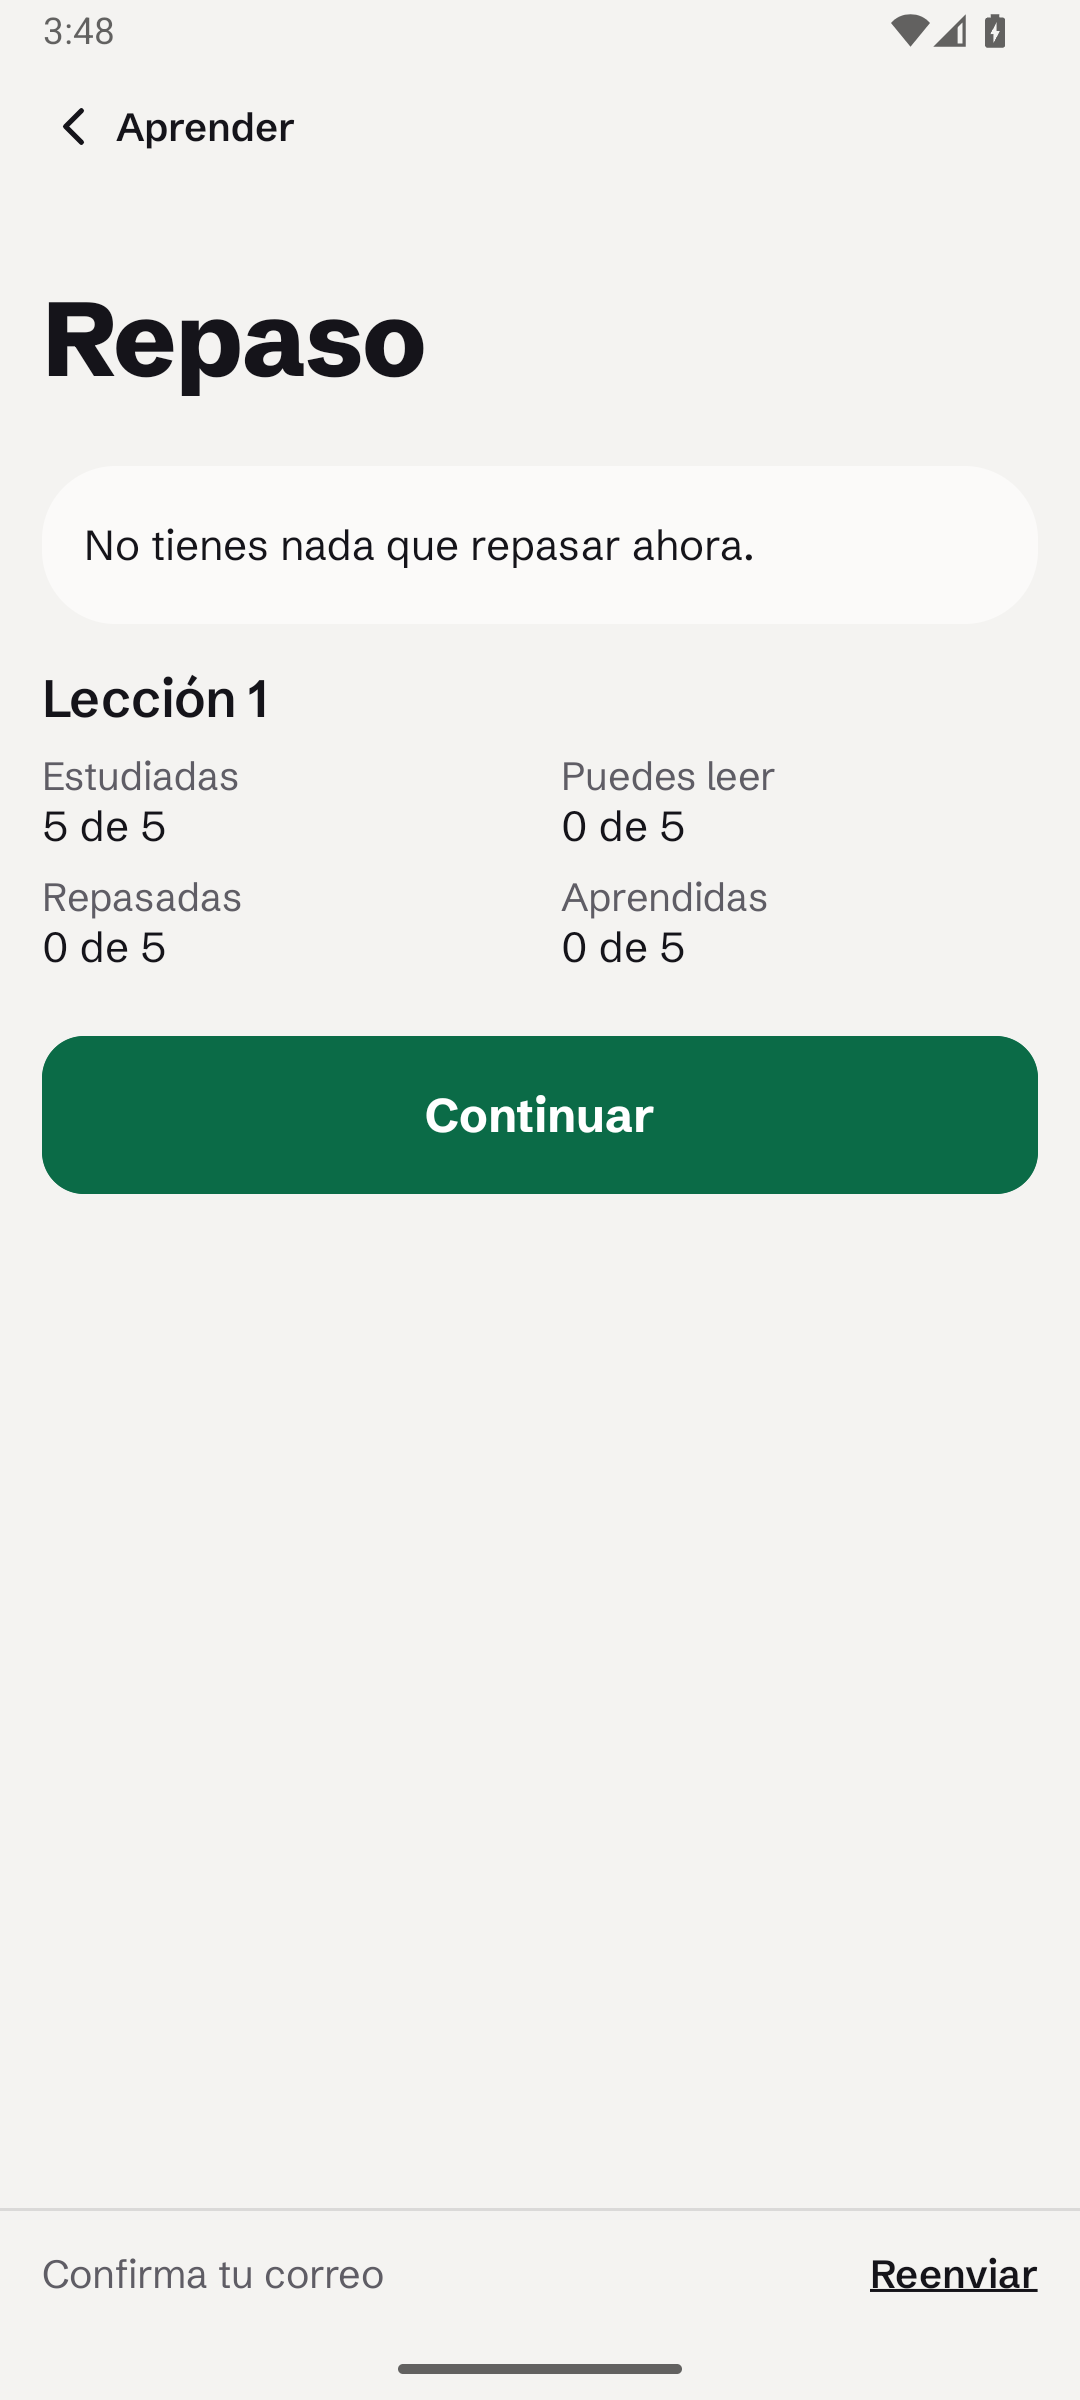 3:48
Aprender
Repaso
No tienes nada que repasar ahora.
Lección 1
Estudiadas
5 de 5
Puedes leer
0 de 5
Repasadas
0 de 5
Aprendidas
0 de 5
Continuar
Confirma tu correo
Reenviar